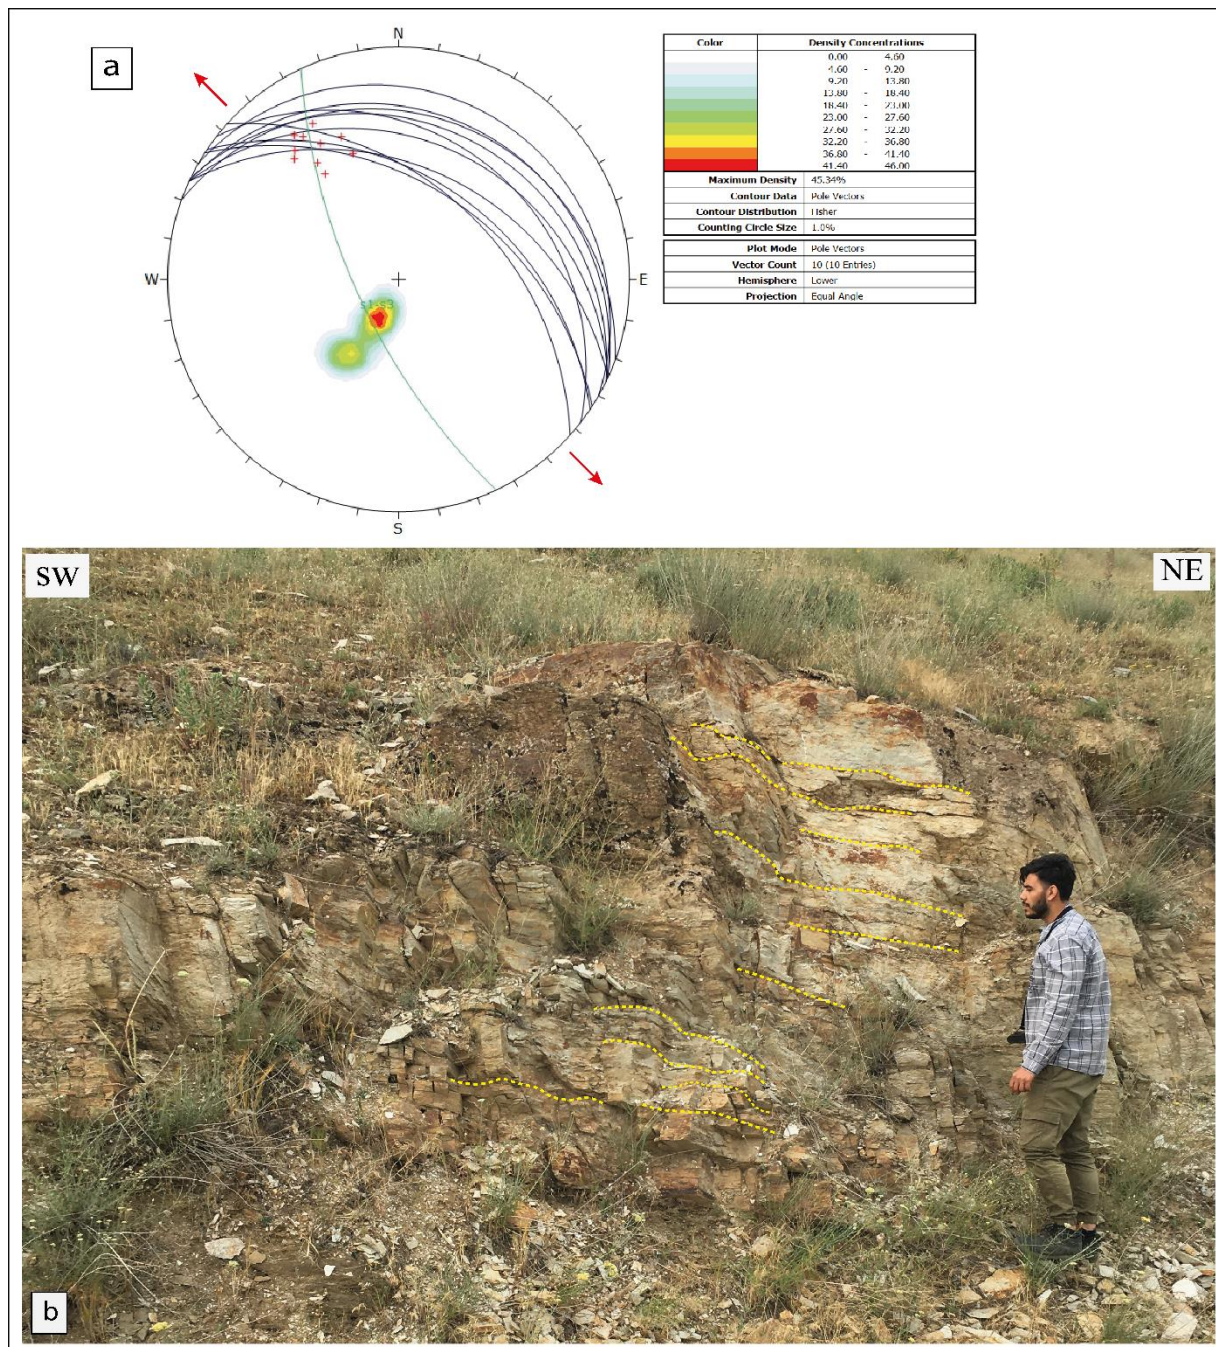 a
N
W
E
S
s1-s3
Color Density Concentrations
0.00 - 4.60
4.60 - 9.20
9.20 - 13.80
13.80 - 18.40
18.40 - 23.00
23.00 - 27.60
27.60 - 32.20
32.20 - 36.80
36.80 - 41.40
41.40 - 46.00
Maximum Density 45.34%
Contour Data Pole Vectors
Contour Distribution Fisher
Counting Circle Size 1.0%
Plot Mode Pole Vectors
Vector Count 10 (10 Entries)
Hemisphere Lower
Projection Equal Angle
SW
NE
b